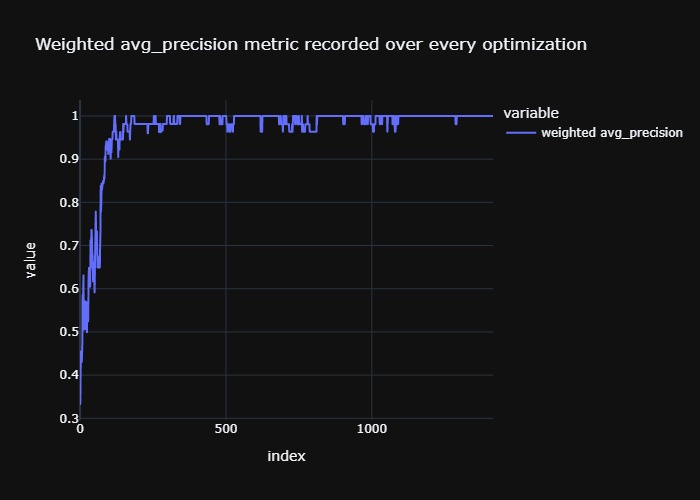 Weighted avg_precision metric recorded over every optimization
variable
weighted avg_precision
value
1
0.9
0.8
0.7
0.6
0.5
0.4
0.3
0
500
1000
index